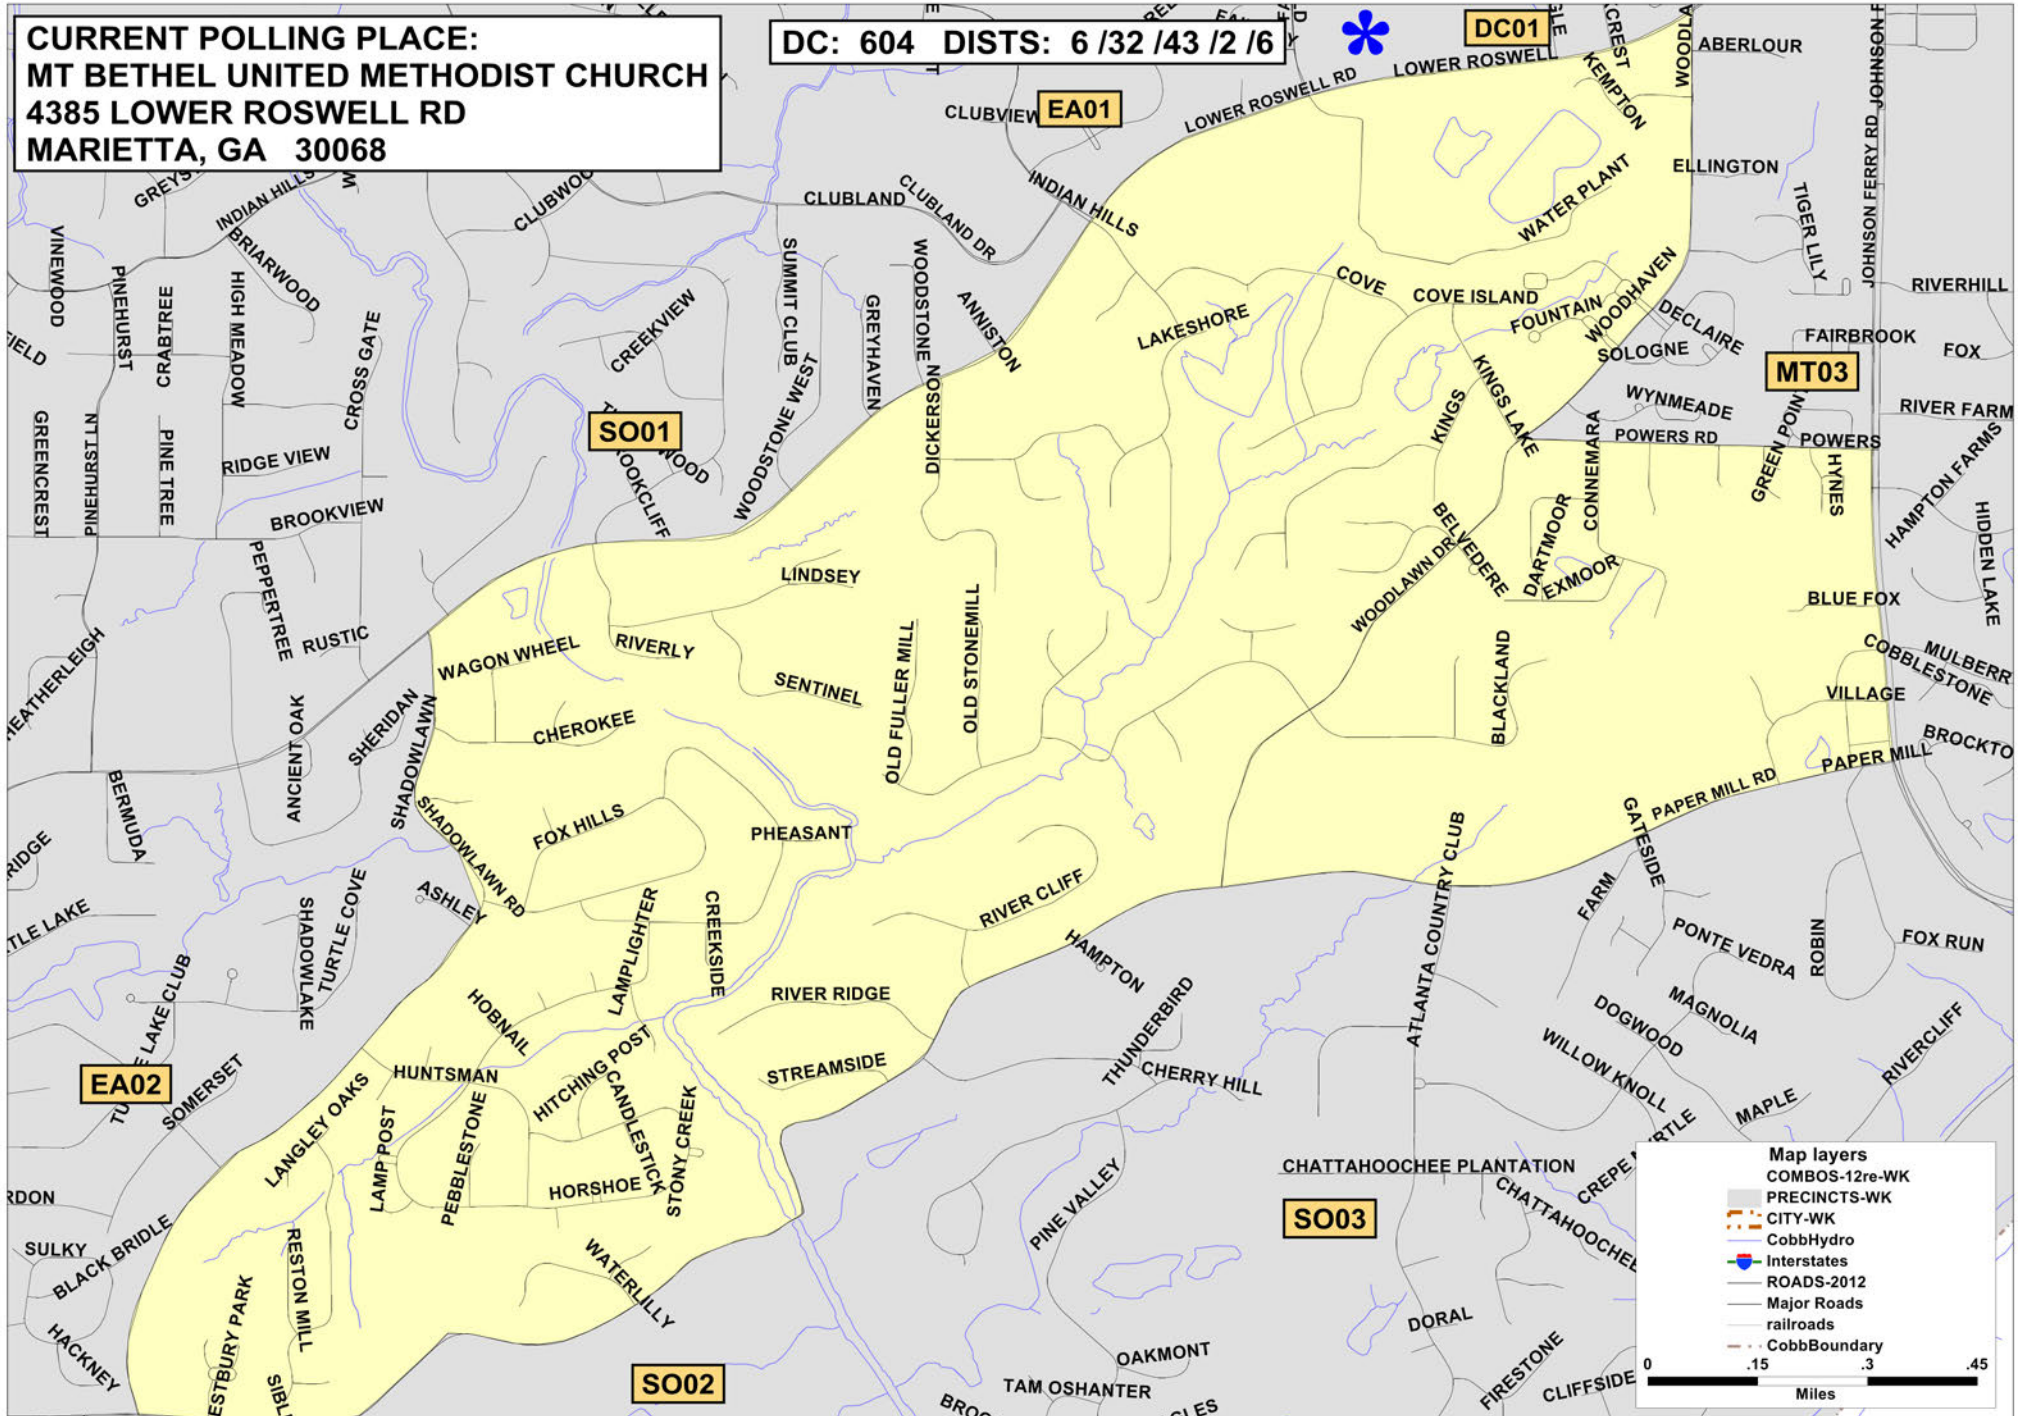 CURRENT POLLING PLACE:
MT BETHEL UNITED METHODIST CHURCH
4385 LOWER ROSWELL RD
MARIETTA, GA 30068
DC: 604 DISTS: 6 /32 /43 /2 /6
*
DC01
ABERLOUR
KEMPTON
LOWER ROSWELL
LOWER ROSWELL RD
EA01
CLUBVIEW
JOHNSON FERRY RD
JOHNSON F
ELLINGTON
WATER PLANT
TIGER LILY
INDIAN HILLS
INDIAN HILLS
CLUBLAND
CLUBLAND DR
CLUBWOO
BRIARWOOD
VINEWOOD
PINEHURST
CRABTREE
HIGH MEADOW
CROSS GATE
CREEKVIEW
SUMMIT CLUB
GREYHAVEN
WOODSTONE
ANNISTON
LAKESHORE
COVE
COVE ISLAND
FOUNTAIN
WOODHAVEN
DECLAIRE
SOLOGNE
RIVERHILL
FAIRBROOK
FOX
MT03
WYNMEADE
RIVER FARM
GREEN POINT
POWERS RD
POWERS
HYNES
HAMPTON FARMS
HIDDEN LAKE
KINGS
KINGS LAKE
CONNEMARA
DICKERSON
WOODSTONE WEST
SO01
BROOKCLIFF
GREENCREST
PINEHURST LN
PINE TREE
RIDGE VIEW
BROOKVIEW
PEPPERTREE
RUSTIC
HEATHERLEIGH
LINDSEY
BELVEDERE
WOODLAWN DR
DARTMOOR
EXMOOR
BLUE FOX
MULBERR
COBBLESTONE
VILLAGE
BROCKTO
PAPER MILL
PAPER MILL RD
WAGON WHEEL
RIVERLY
SENTINEL
OLD FULLER MILL
OLD STONEMILL
BLACKLAND
ANCIENT OAK
SHERIDAN
SHADOWLAWN
CHEROKEE
BERMUDA
SHADOWLAWN RD
FOX HILLS
PHEASANT
GATESIDE
ATLANTA COUNTRY CLUB
ASHLEY
SHADOWLAKE
TURTLE COVE
LAMPLIGHTER
CREEKSIDE
RIVER CLIFF
HAMPTON
FARM
PONTE VEDRA
ROBIN
FOX RUN
HOBNAIL
RIVER RIDGE
THUNDERBIRD
DOGWOOD
MAGNOLIA
WILLOW KNOLL
RIVERCLIFF
EA02
SOMERSET
LANGLEY OAKS
HUNTSMAN
HITCHING POST
CANDLESTICK
STREAMSIDE
CHERRY HILL
MAPLE
LAMP POST
PEBBLESTONE
HORSHOE
STONY CREEK
CHATTAHOOCHEE PLANTATION
CHATTAHOOCHEE
SO03
PINE VALLEY
SULKY
BLACK BRIDLE
RESTON MILL
WATERLILLY
HACKNEY
SO02
OAKMONT
TAM OSHANTER
DORAL
FIRESTONE
CLIFFSIDE
Map layers
COMBOS-12re-WK
PRECINCTS-WK
CITY-WK
CobbHydro
Interstates
ROADS-2012
Major Roads
railroads
CobbBoundary
0 .15 .3 .45
Miles